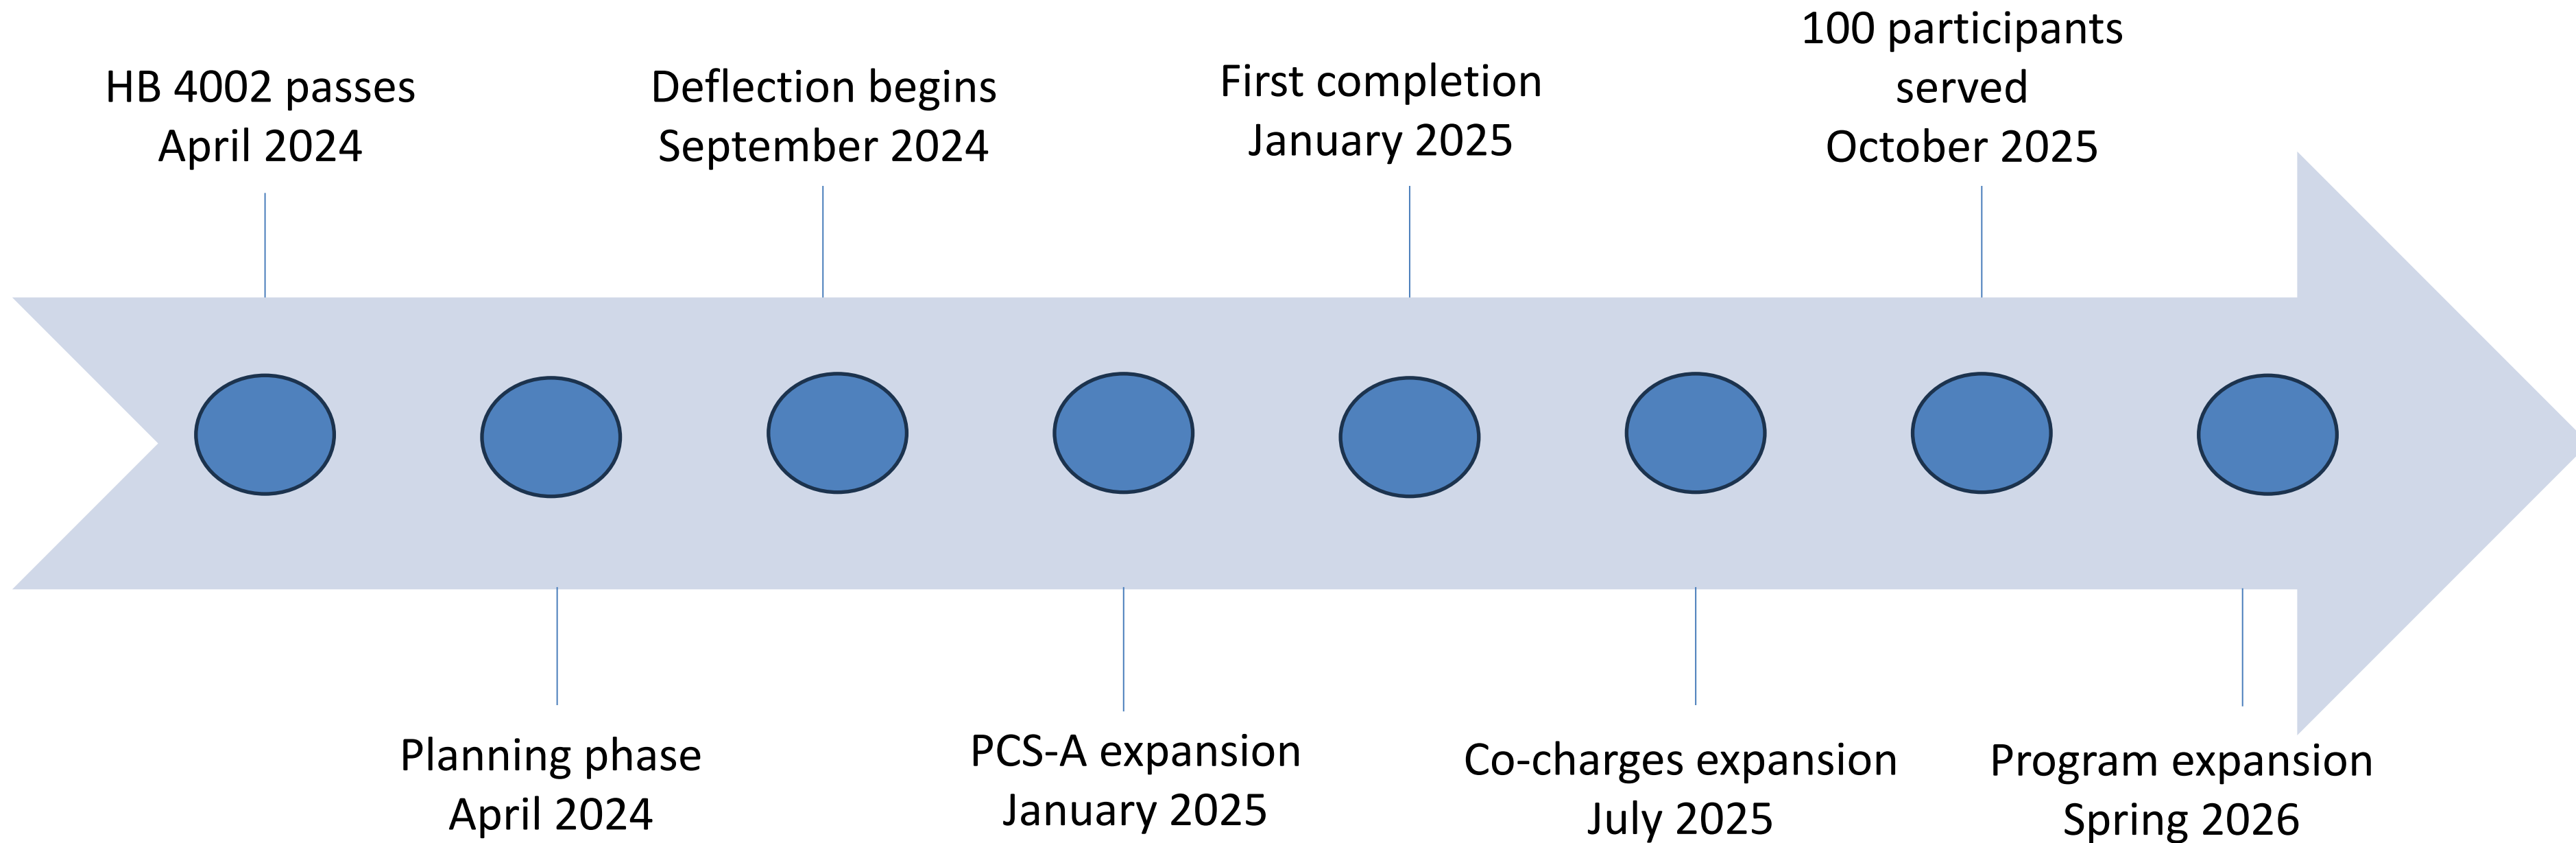 HB 4002 passes
April 2024
Planning phase
April 2024
Deflection begins
September 2024
PCS-A expansion
January 2025
First completion
January 2025
Co-charges expansion
July 2025
100 participants
served
October 2025
Program expansion
Spring 2026